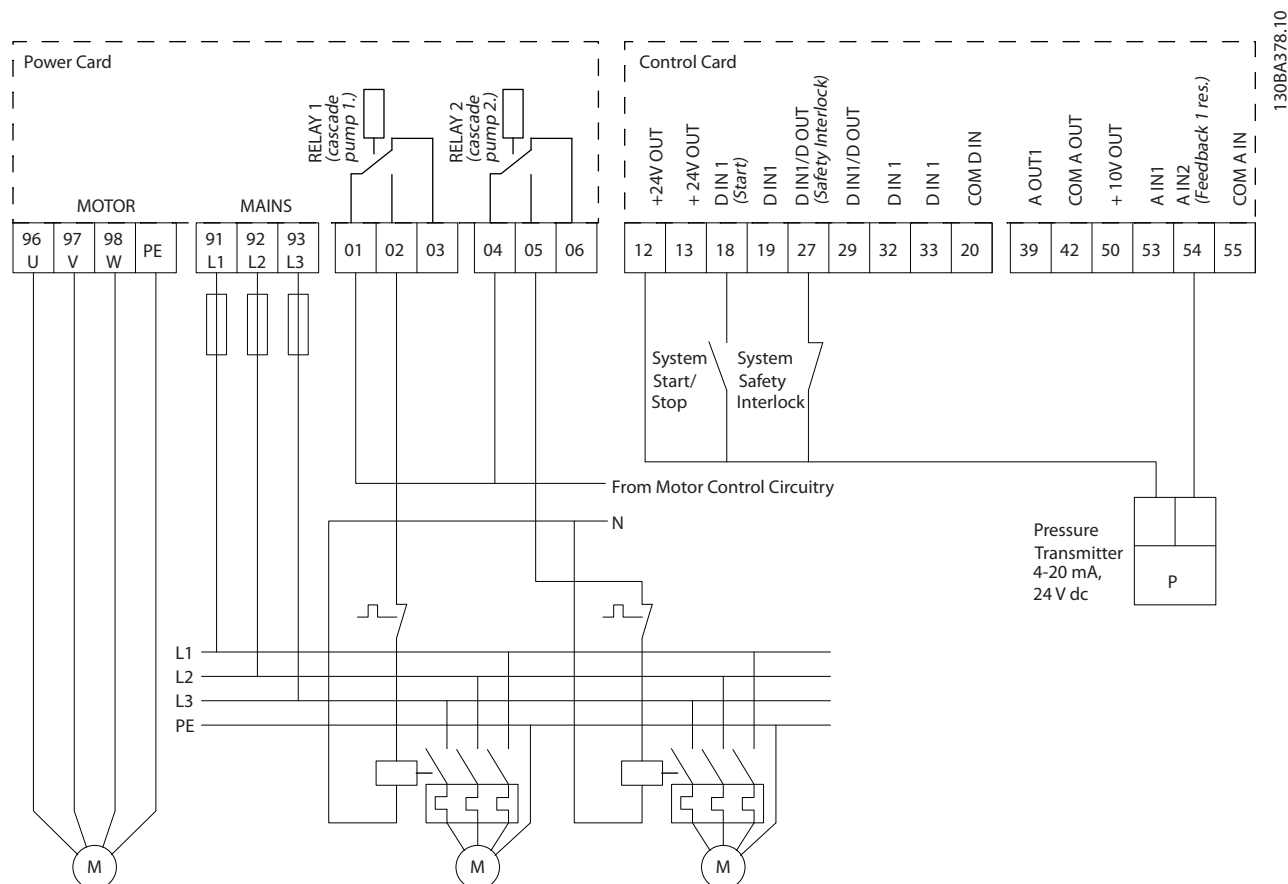 130BA378.10
Power Card
Control Card
RELAY 1
(cascade
pump 1.)
RELAY 2
(cascade
pump 2.)
+24V OUT
+ 24V OUT
D IN 1
(Start)
D IN1
D IN1/D OUT
(Safety Interlock)
D IN1/D OUT
D IN 1
D IN 1
COM D IN
A OUT1
COM A OUT
+ 10V OUT
A IN1
A IN2
(Feedback 1 res.)
COM A IN
MOTOR
MAINS
96 97 98 PE 91 92 93 01 02 03 04 05 06 12 13 18 19 27 29 32 33 20 39 42 50 53 54 55
U V W L1 L2 L3
System
Start/
Stop
System
Safety
Interlock
From Motor Control Circuitry
N
Pressure
Transmitter
4-20 mA,
24 V dc
P
L1
L2
L3
PE
M M M